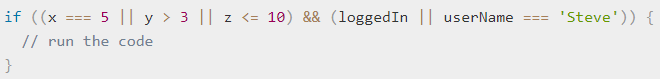 if ((x === 5 || y > 3 || z <= 10) && (loggedIn || userName === 'Steve')) {
  // run the code
}